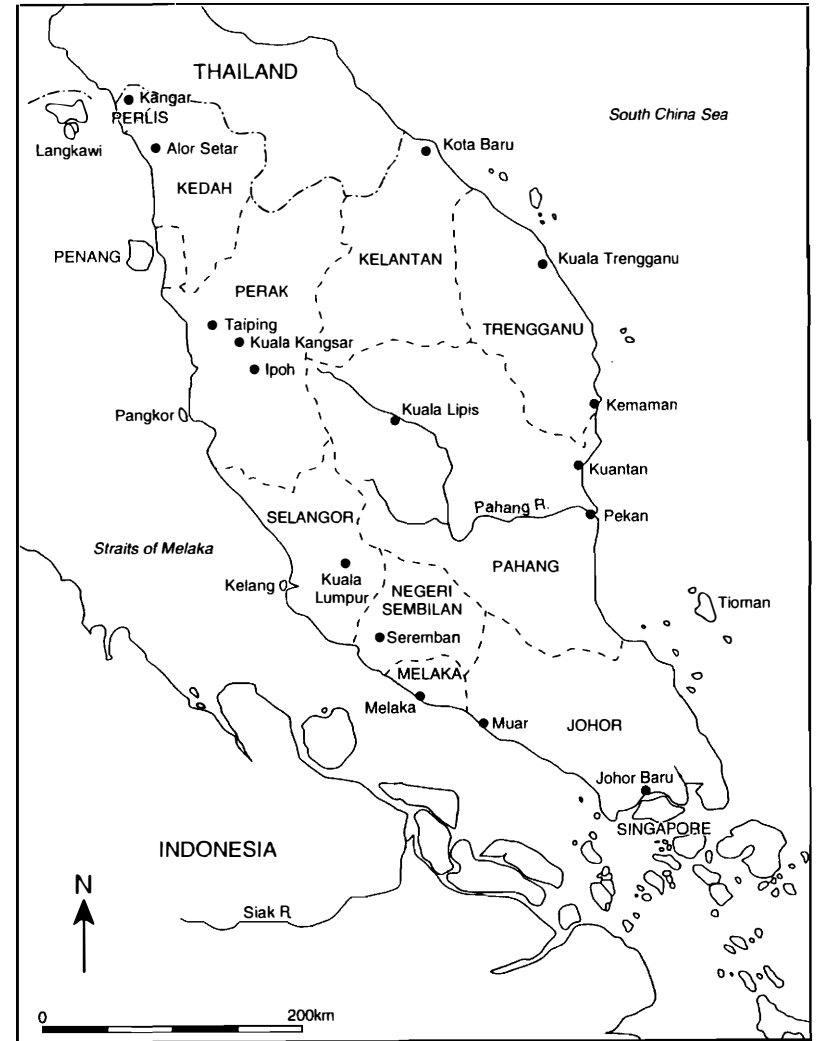 THAILAND
South China Sea
Kangar
PERLIS
Langkawi
Alor Setar
Kota Baru
KEDAH
PENANG
KELANTAN
Kuala Trengganu
PERAK
Taiping
TRENGGANU
Kuala Kangsar
Ipoh
Pangkor
Kuala Lipis
Kemaman
Kuantan
SELANGOR
Pahang R.
Pekan
Straits of Melaka
PAHANG
Kelang
Kuala
Lumpur
NEGERI
SEMBILAN
Tioman
Seremban
MELAKA
Melaka
Muar
JOHOR
Johor Baru
SINGAPORE
INDONESIA
N
Siak R
0
200km